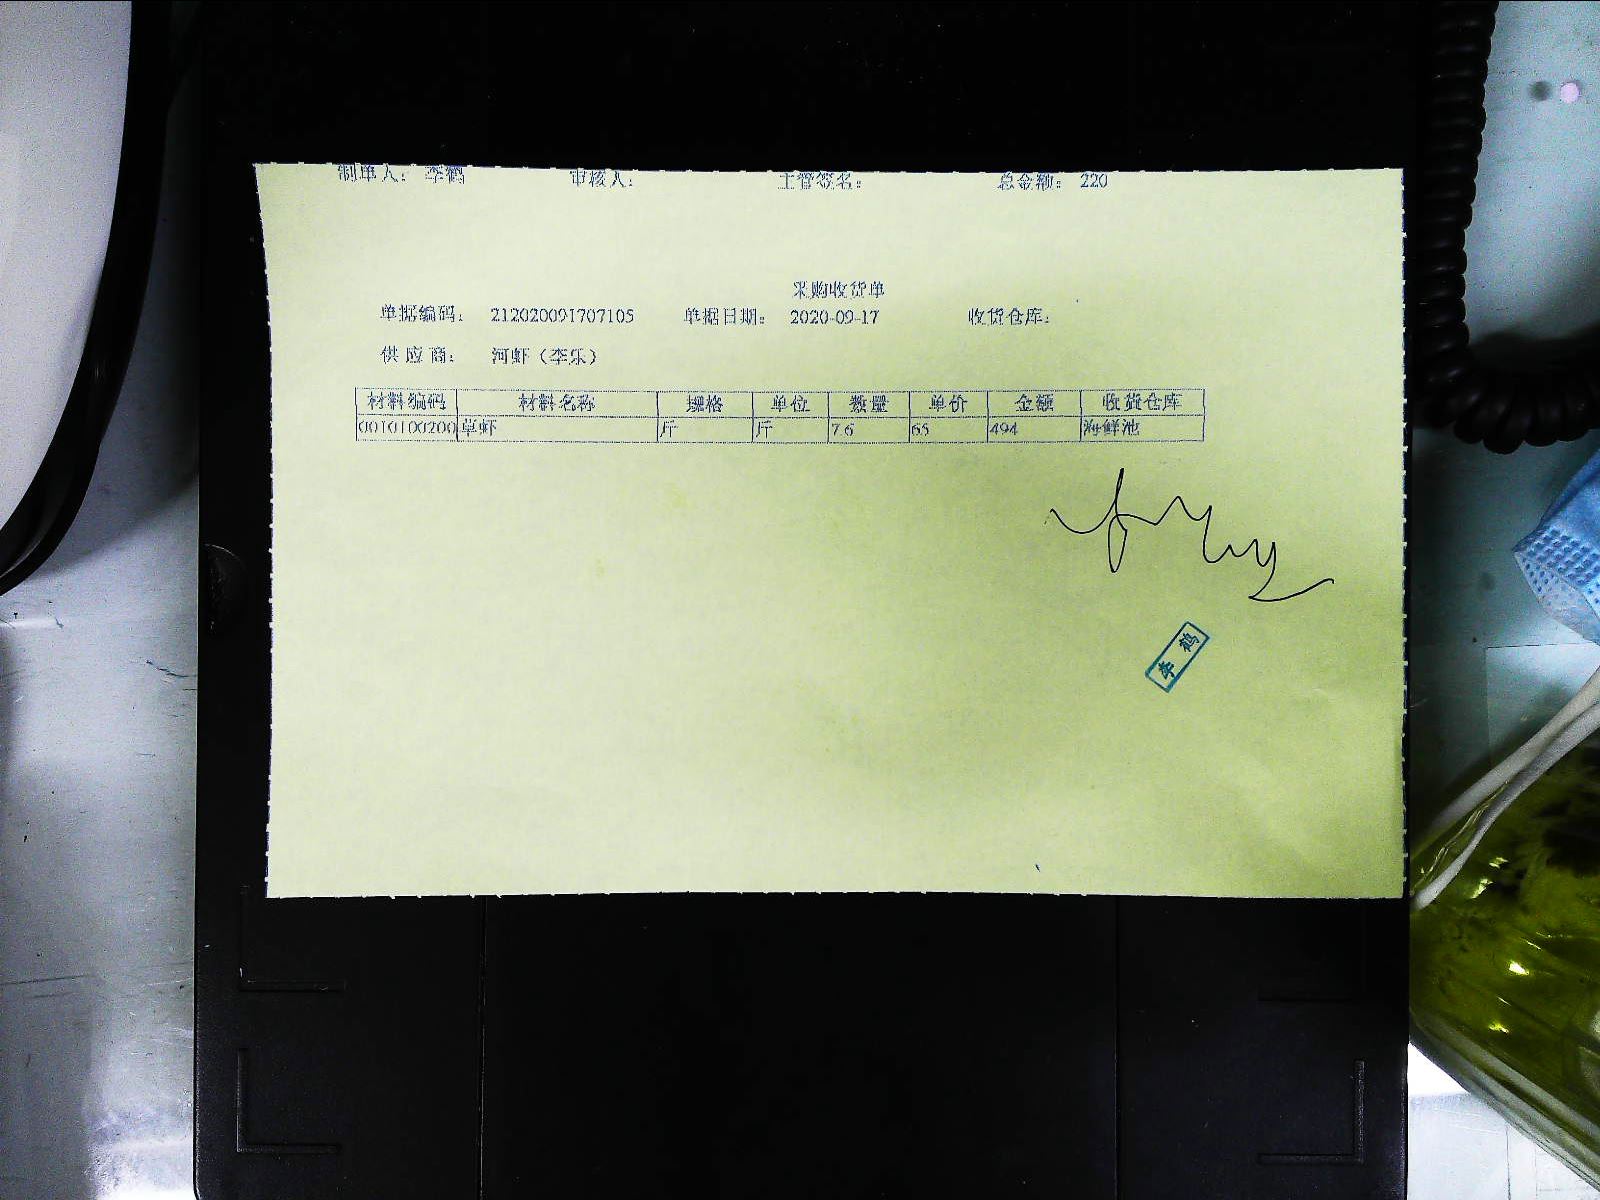 制单人： 李鹤 审核人： 主管签名： 总金额： 220
采购收货单
单据编码： 212020091707105 单据日期： 2020-09-17 收货仓库：
供应商： 河虾（李乐）
材料编码 材料名称 规格 单位 数量 单价 金额 收货仓库
0010100200 草虾 斤 斤 7.6 65 494 海鲜池
李鹤